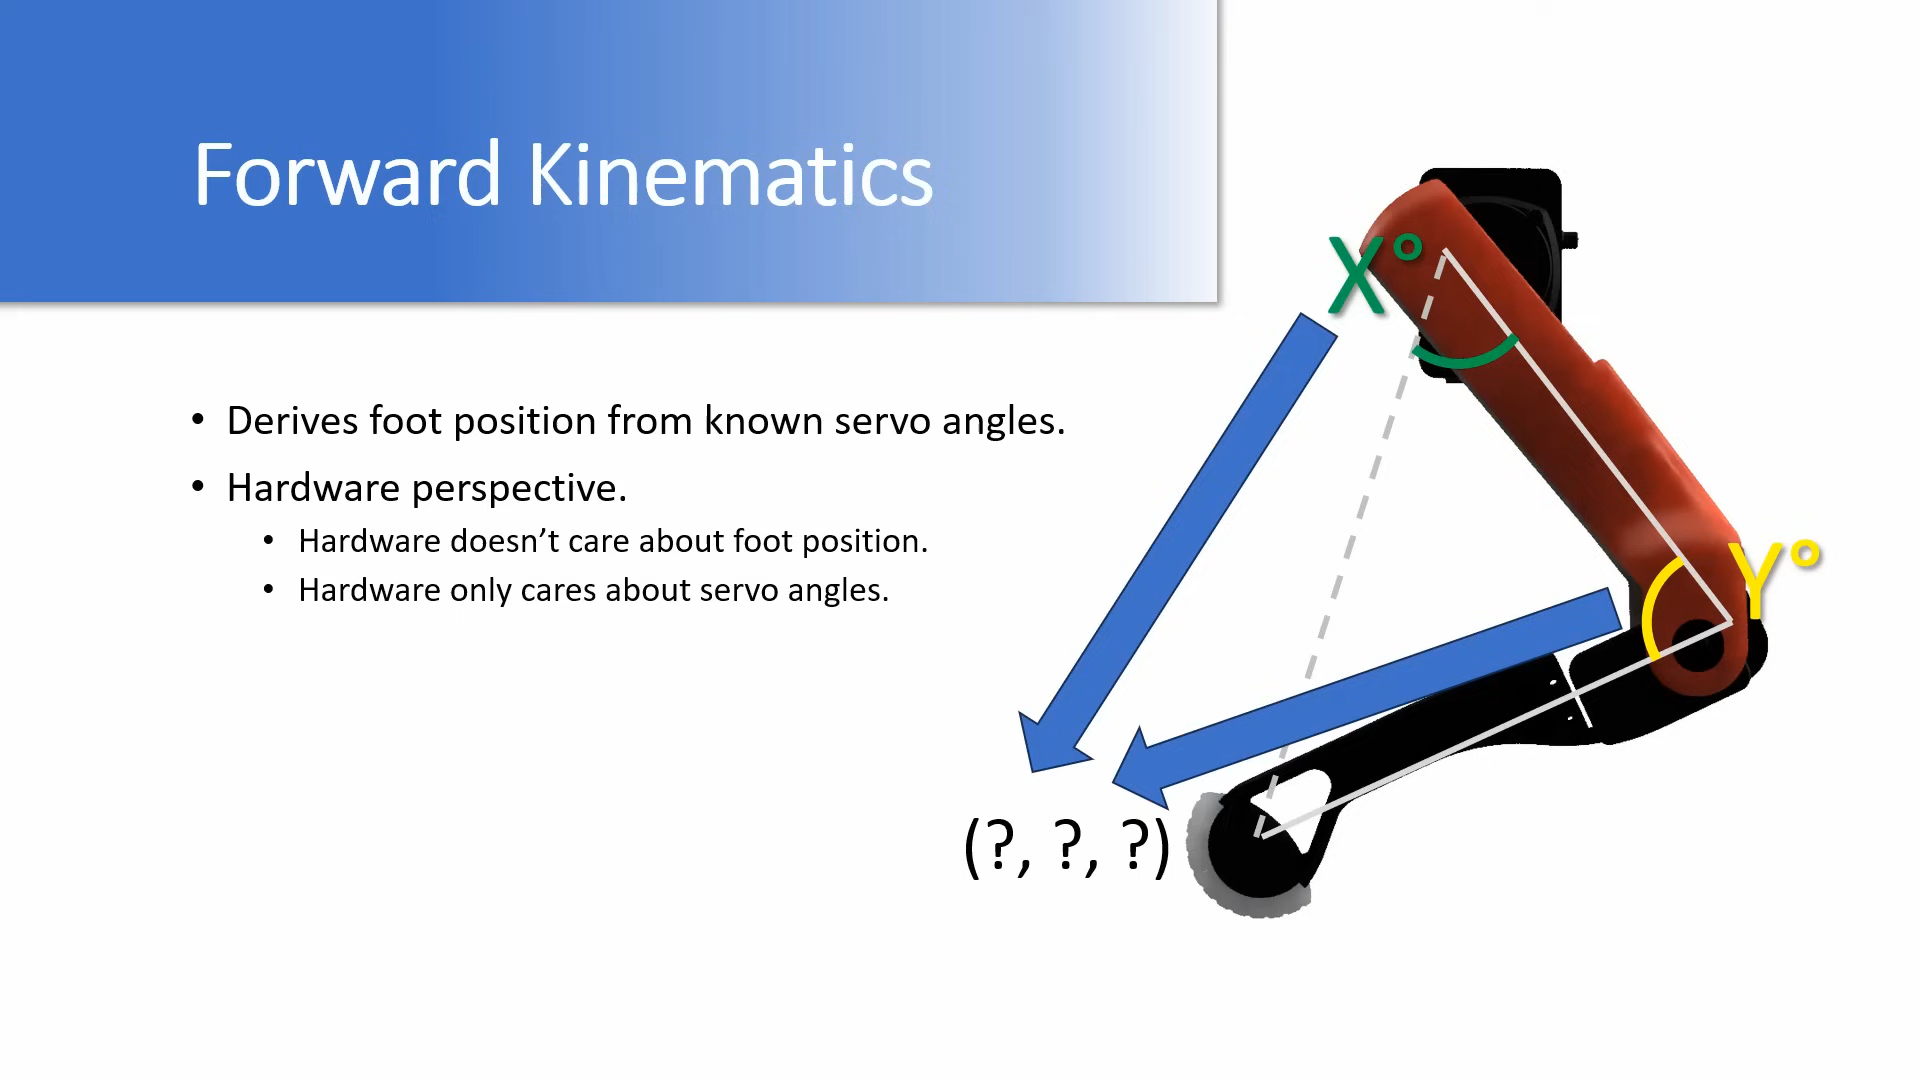 Forward Kinematics
X°
• Derives foot position from known servo angles.
• Hardware perspective.
• Hardware doesn’t care about foot position.
• Hardware only cares about servo angles.
Y°
(?, ?, ?)